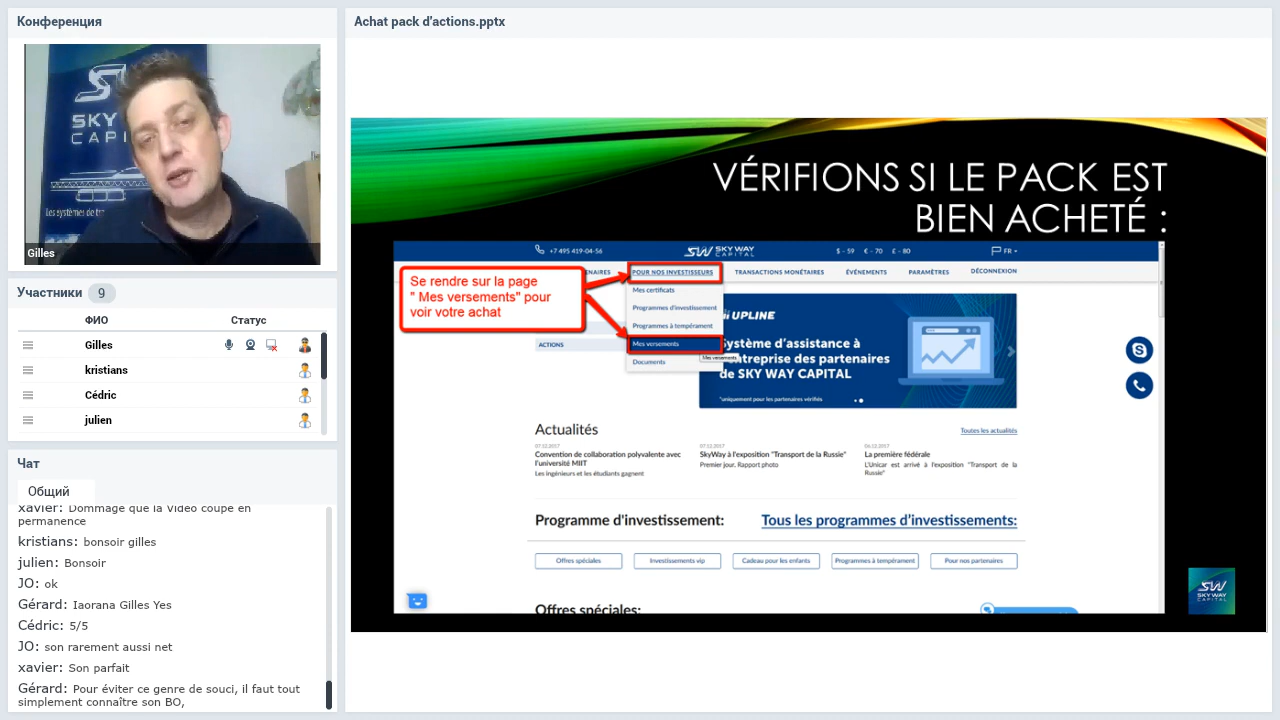 Конференция
SKY
CAPIT
Les systèmes de tr
Gilles
Участники 9
ФИО Статус
Gilles
kristians
Cédric
julien
Чат
Общий
xavier: Dommage que la Vidéo coupe en
permanence
kristians: bonsoir gilles
julien: Bonsoir
JO: ok
Gérard: Iaorana Gilles Yes
Cédric: 5/5
JO: son rarement aussi net
xavier: Son parfait
Gérard: Pour éviter ce genre de souci, il faut tout
simplement connaître son BO,
Achat pack d'actions.pptx
VÉRIFIONS SI LE PACK EST
BIEN ACHETÉ :
+7 495 419-04-56 SKY WAY CAPITAL $ - 59 € - 70 £ - 80 FR
ENAIRES POUR NOS INVESTISSEURS TRANSACTIONS MONÉTAIRES ÉVÉNEMENTS PARAMÈTRES DÉCONNEXION
Se rendre sur la page
" Mes versements" pour
voir votre achat
Mes certificats
Programmes d'investissement
Programmes à tempérament
Mes versements
Mes versements
Documents
ACTIONS
UPLINE
Système d'assistance à
entreprise des partenaires
de SKY WAY CAPITAL
*uniquement pour les partenaires vérifiés
Actualités Toutes les actualités
07.12.2017 07.12.2017 06.12.2017
Convention de collaboration polyvalente avec
l'université MIIT
Les ingénieurs et les étudiants gagnent
SkyWay à l'exposition "Transport de la Russie"
Premier jour. Rapport photo
La première fédérale
L'Unicar est arrivé à l'exposition "Transport de la
Russie"
Programme d'investissement: Tous les programmes d'investissements:
Offres spéciales Investissements vip Cadeau pour les enfants Programmes à tempérament Pour nos partenaires
Offres spéciales:
SKY WAY
CAPITAL